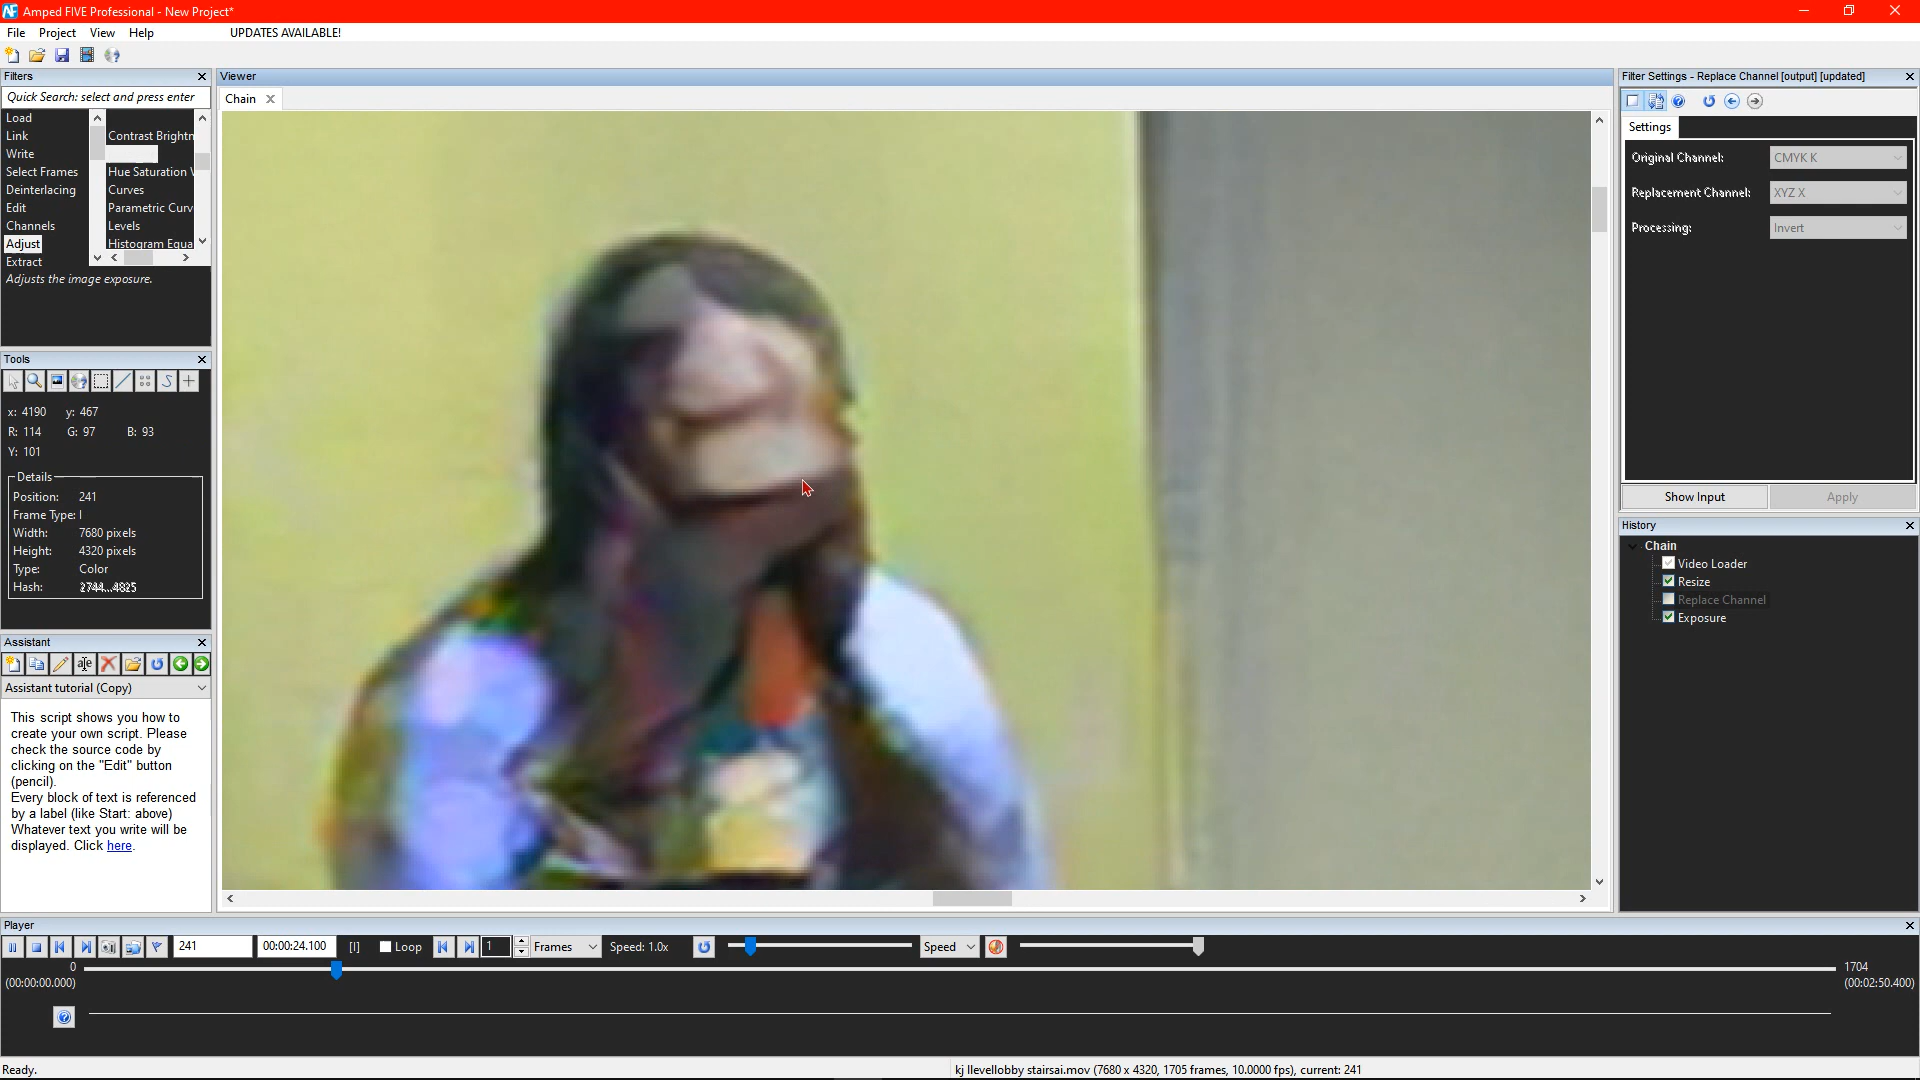 Amped FIVE Professional - New Project*
File Project View Help UPDATES AVAILABLE!
Filters
Quick Search: select and press enter
Load
Link
Write
Select Frames
Deinterlacing
Edit
Channels
Adjust
Extract
Contrast Brightn
Hue Saturation V
Curves
Parametric Curv
Levels
Histogram Equa
Adjusts the image exposure.
Tools
x: 4190 y: 467
R: 114 G: 97 B: 93
Y: 101
Details
Position: 241
Frame Type: I
Width: 7680 pixels
Height: 4320 pixels
Type: Color
Hash: 2744...4825
Assistant
Assistant tutorial (Copy)
This script shows you how to
create your own script. Please
check the source code by
clicking on the "Edit" button
(pencil).
Every block of text is referenced
by a label (like Start: above)
Whatever text you write will be
displayed. Click here.
Viewer
Chain
Filter Settings - Replace Channel [output] [updated]
Settings
Original Channel: CMYK K
Replacement Channel: XYZ X
Processing: Invert
Show Input Apply
History
Chain
Video Loader
Resize
Replace Channel
Exposure
Player
241 00:00:24.100 [I] Loop 1 Frames Speed: 1.0x Speed
0 1704
(00:00:00.000) (00:02:50.400)
Ready. kj llevellobby stairsai.mov (7680 x 4320, 1705 frames, 10.0000 fps), current: 241